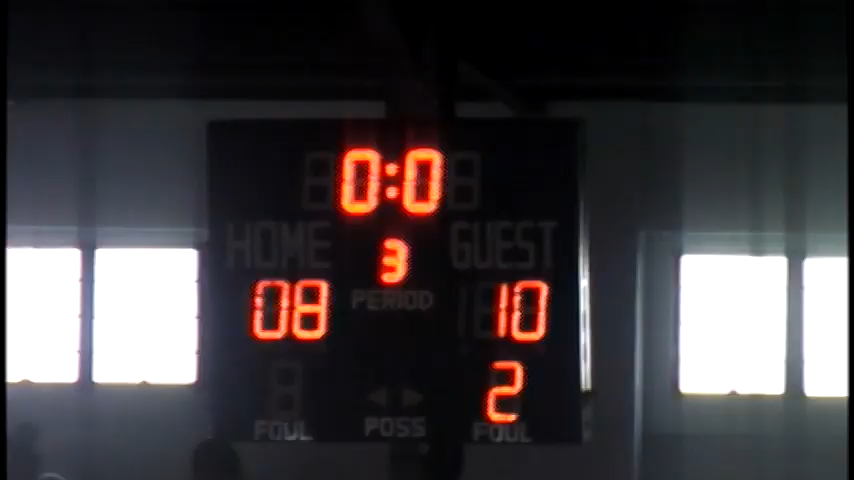 0:0
HOME 3 GUEST
08 PERIOD 10
2
FOUL POSS FOUL